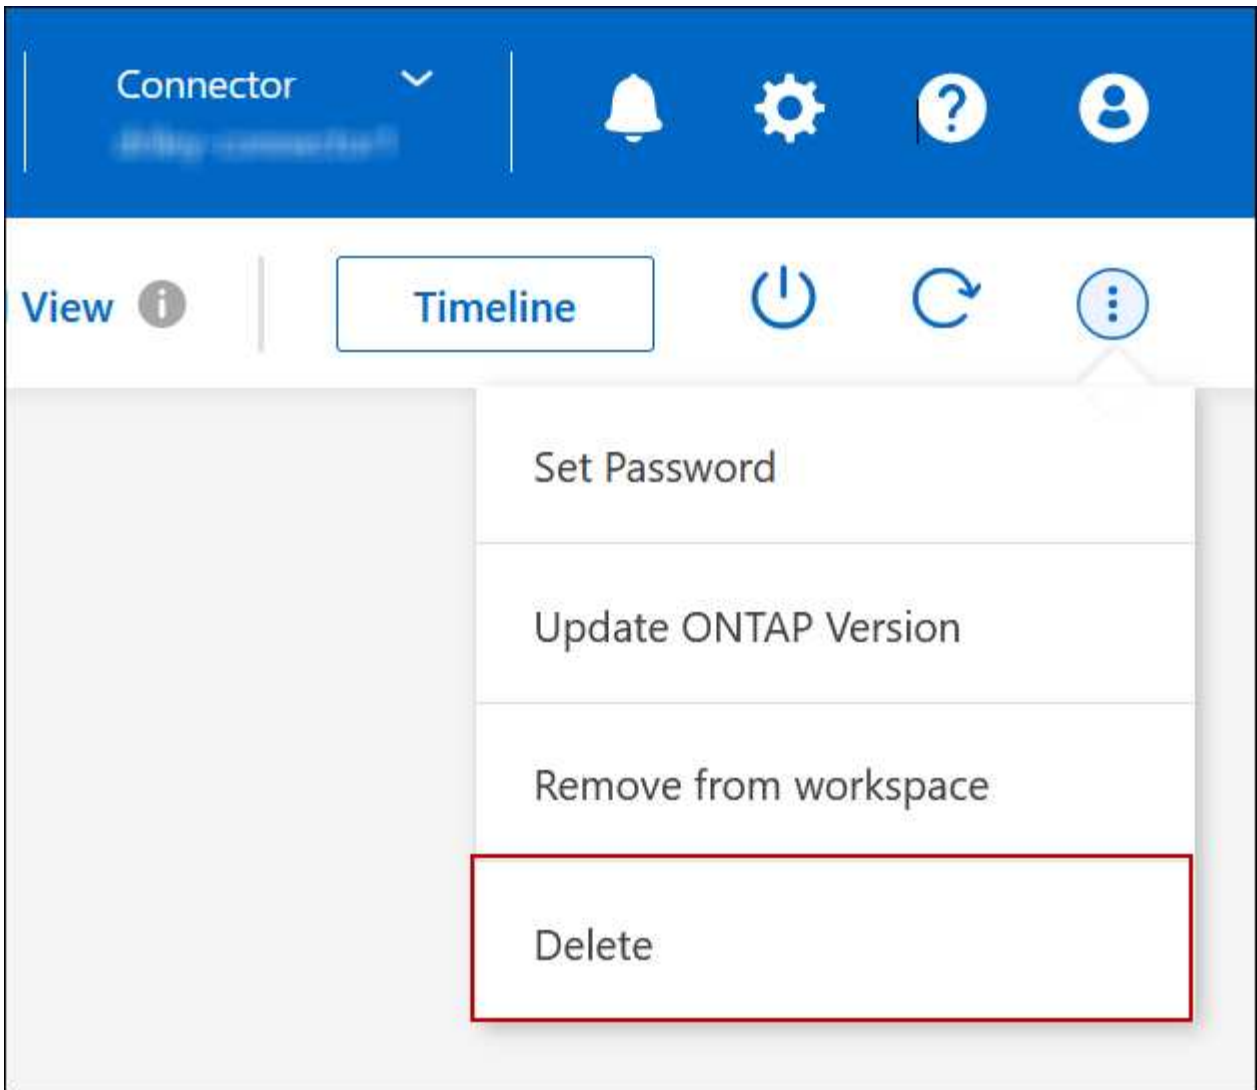 Connector
View
Timeline
Set Password
Update ONTAP Version
Remove from workspace
Delete